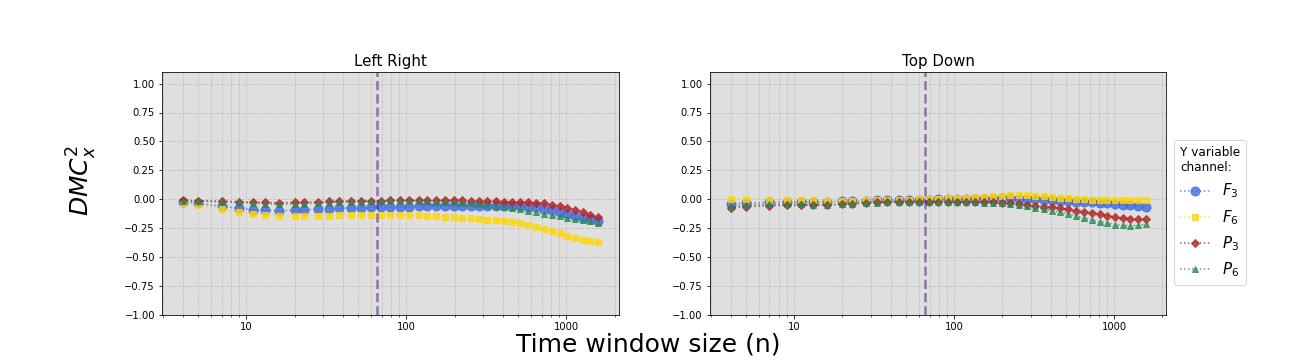 Left Right
Top Down
DMC²ₓ
1.00
0.75
0.50
0.25
0.00
−0.25
−0.50
−0.75
−1.00
10
100
1000
1.00
0.75
0.50
0.25
0.00
−0.25
−0.50
−0.75
−1.00
10
100
1000
Y variable
channel:
F₃
F₆
P₃
P₆
Time window size (n)